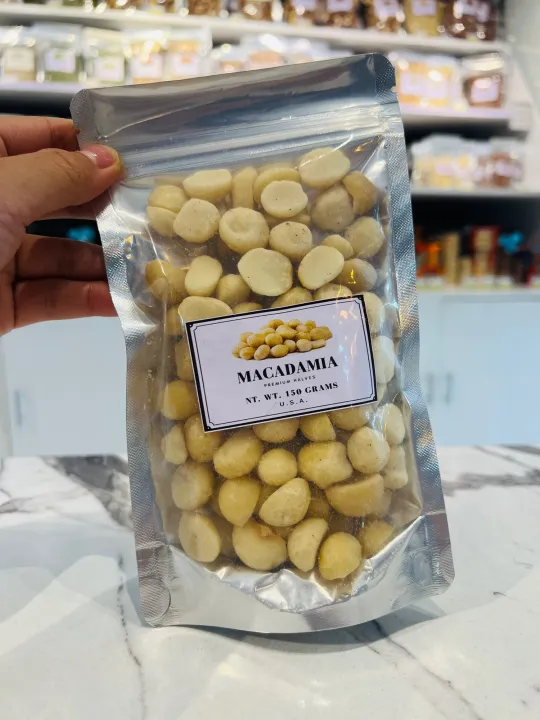 MACADAMIA
PREMIUM HALVES
NT. WT. 150 GRAMS
U.S.A.